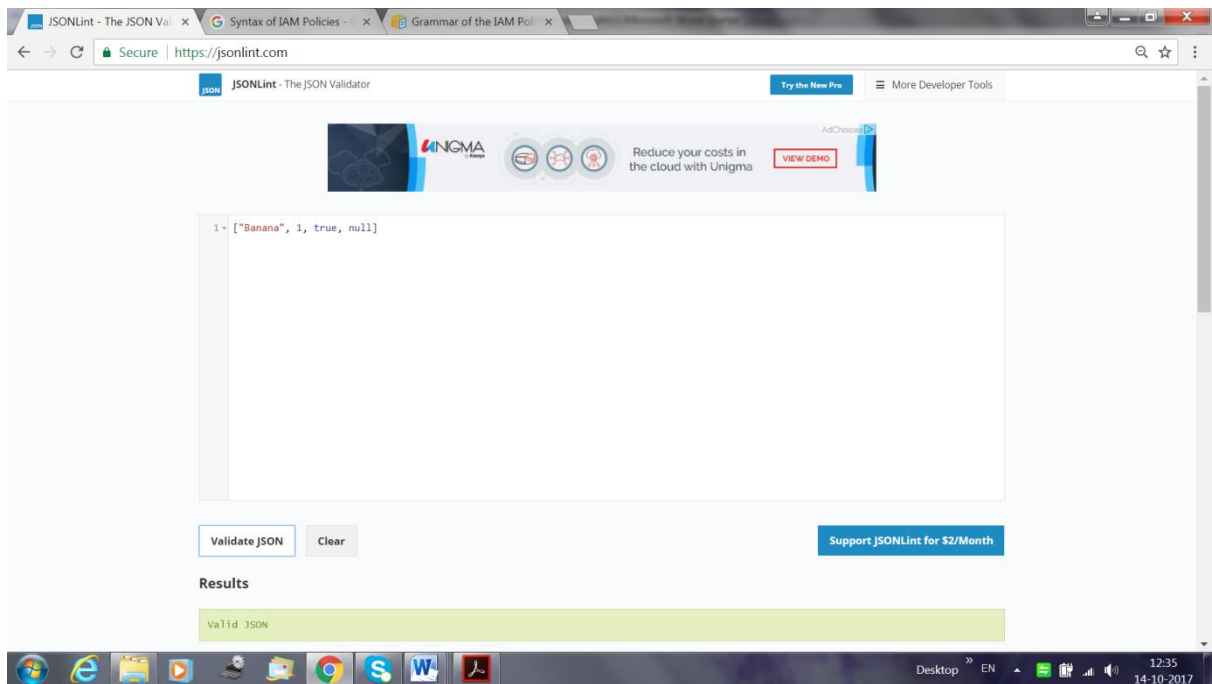 JSONLint - The JSON Val
Syntax of IAM Policies -
Grammar of the IAM Poli
Secure | https://jsonlint.com
JSON JSONLint - The JSON Validator
Try the New Pro
More Developer Tools
AdChoices
UNIGMA
by Kaseya
Reduce your costs in
the cloud with Unigma
VIEW DEMO
1 ["Banana", 1, true, null]
Validate JSON Clear
Support JSONLint for $2/Month
Results
Valid JSON
Desktop » EN
12:35
14-10-2017